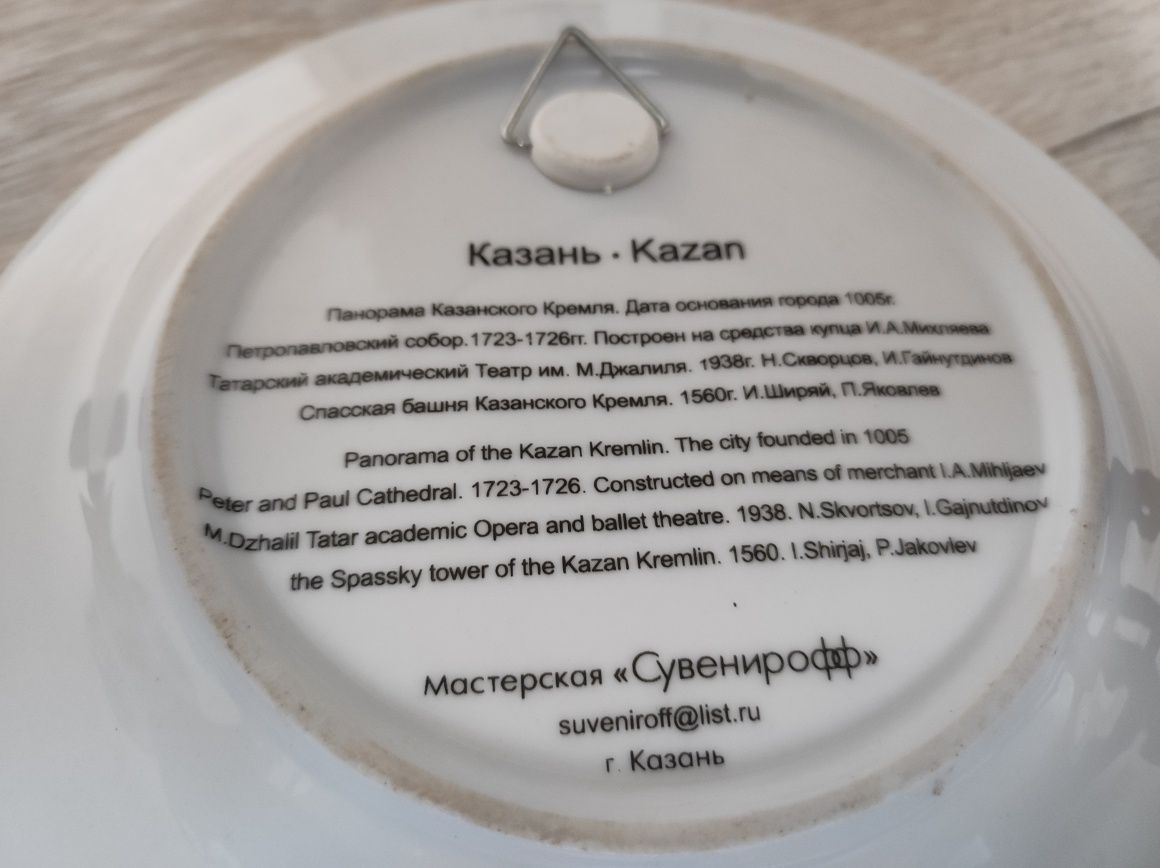 Казань · Kazan
Панорама Казанского Кремля. Дата основания города 1005г.
Петропавловский собор.1723-1726гг. Построен на средства купца И.А.Михляева
Татарский академический Театр им. М.Джалиля. 1938г. Н.Скворцов, И.Гайнутдинов
Спасская башня Казанского Кремля. 1560г. И.Ширяй, П.Яковлев
Panorama of the Kazan Kremlin. The city founded in 1005
Peter and Paul Cathedral. 1723-1726. Constructed on means of merchant I.A.Mihljaev
M.Dzhalil Tatar academic Opera and ballet theatre. 1938. N.Skvortsov, I.Gajnutdinov
the Spassky tower of the Kazan Kremlin. 1560. I.Shirjaj, P.Jakovlev
Мастерская «Сувенирофф»
suveniroff@list.ru
г. Казань